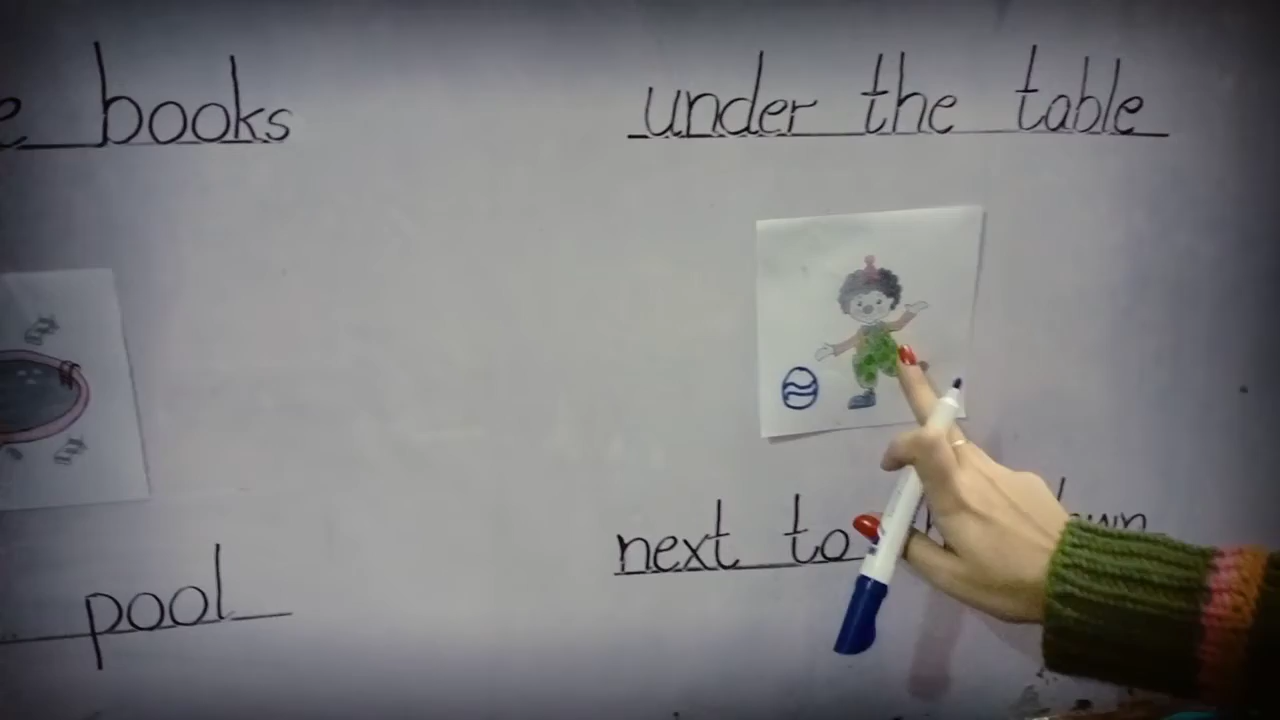 books
under the table
next to
pool